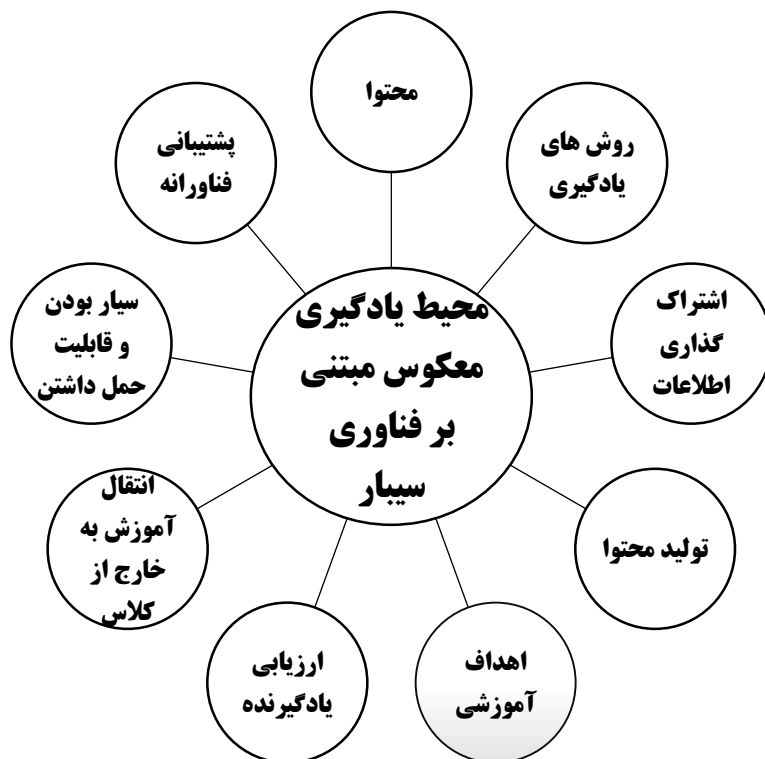 محتوا
روش های
یادگیری
اشتراک
گذاری
اطلاعات
تولید محتوا
اهداف
آموزشی
ارزیابی
یادگیرنده
انتقال
آموزش به
خارج از
کلاس
سیار بودن
و قابلیت
حمل داشتن
پشتیبانی
فناورانه
محیط یادگیری
معکوس مبتنی
بر فناوری
سیبار